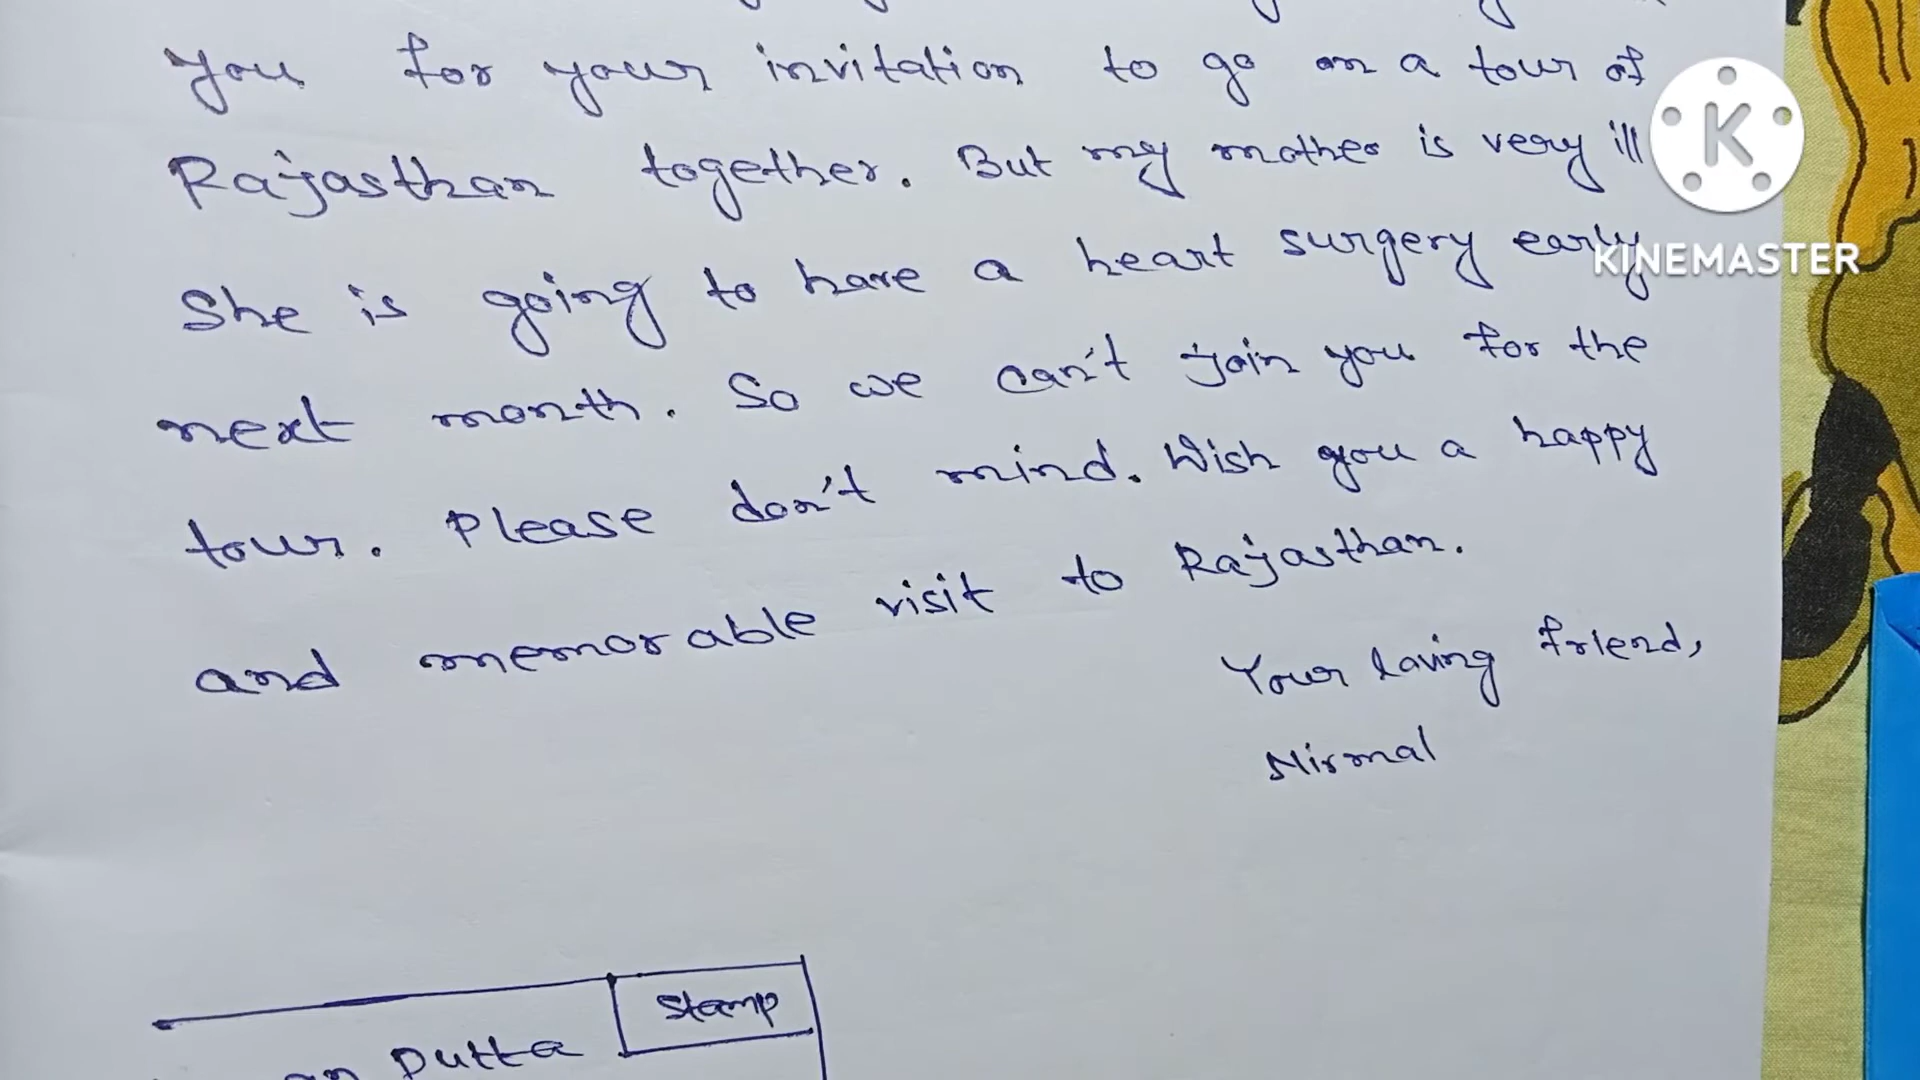 you for your invitation to go on a tour of
Rajasthan together. But my mother is very ill
She is going to have a heart surgery early
next month. So we can't join you for the
tour. Please don't mind. Wish you a happy
and memorable visit to Rajasthan.
Your loving friend,
Nirmal
Stamp
Dutta
K
KINEMASTER